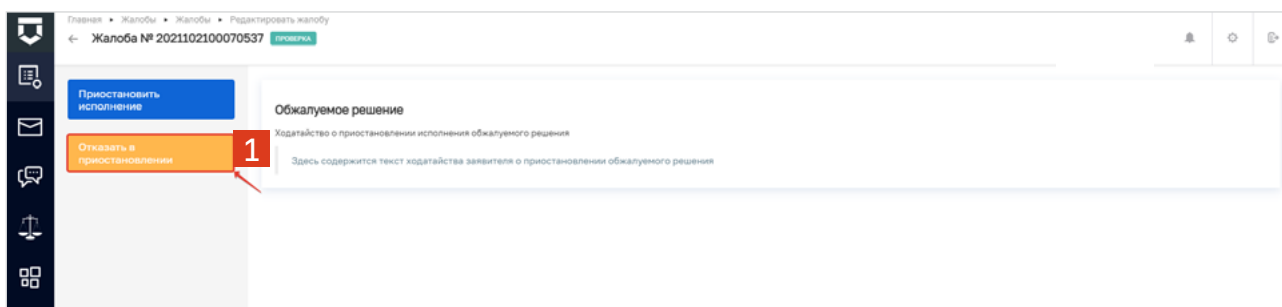 Главная ▸ Жалобы ▸ Жалобы ▸ Редактировать жалобу
← Жалоба № 2021102100070537 ПРОВЕРКА
Приостановить
исполнение
Обжалуемое решение
Ходатайство о приостановлении исполнения обжалуемого решения
Отказать в
приостановлении
1
Здесь содержится текст ходатайства заявителя о приостановлении обжалуемого решения